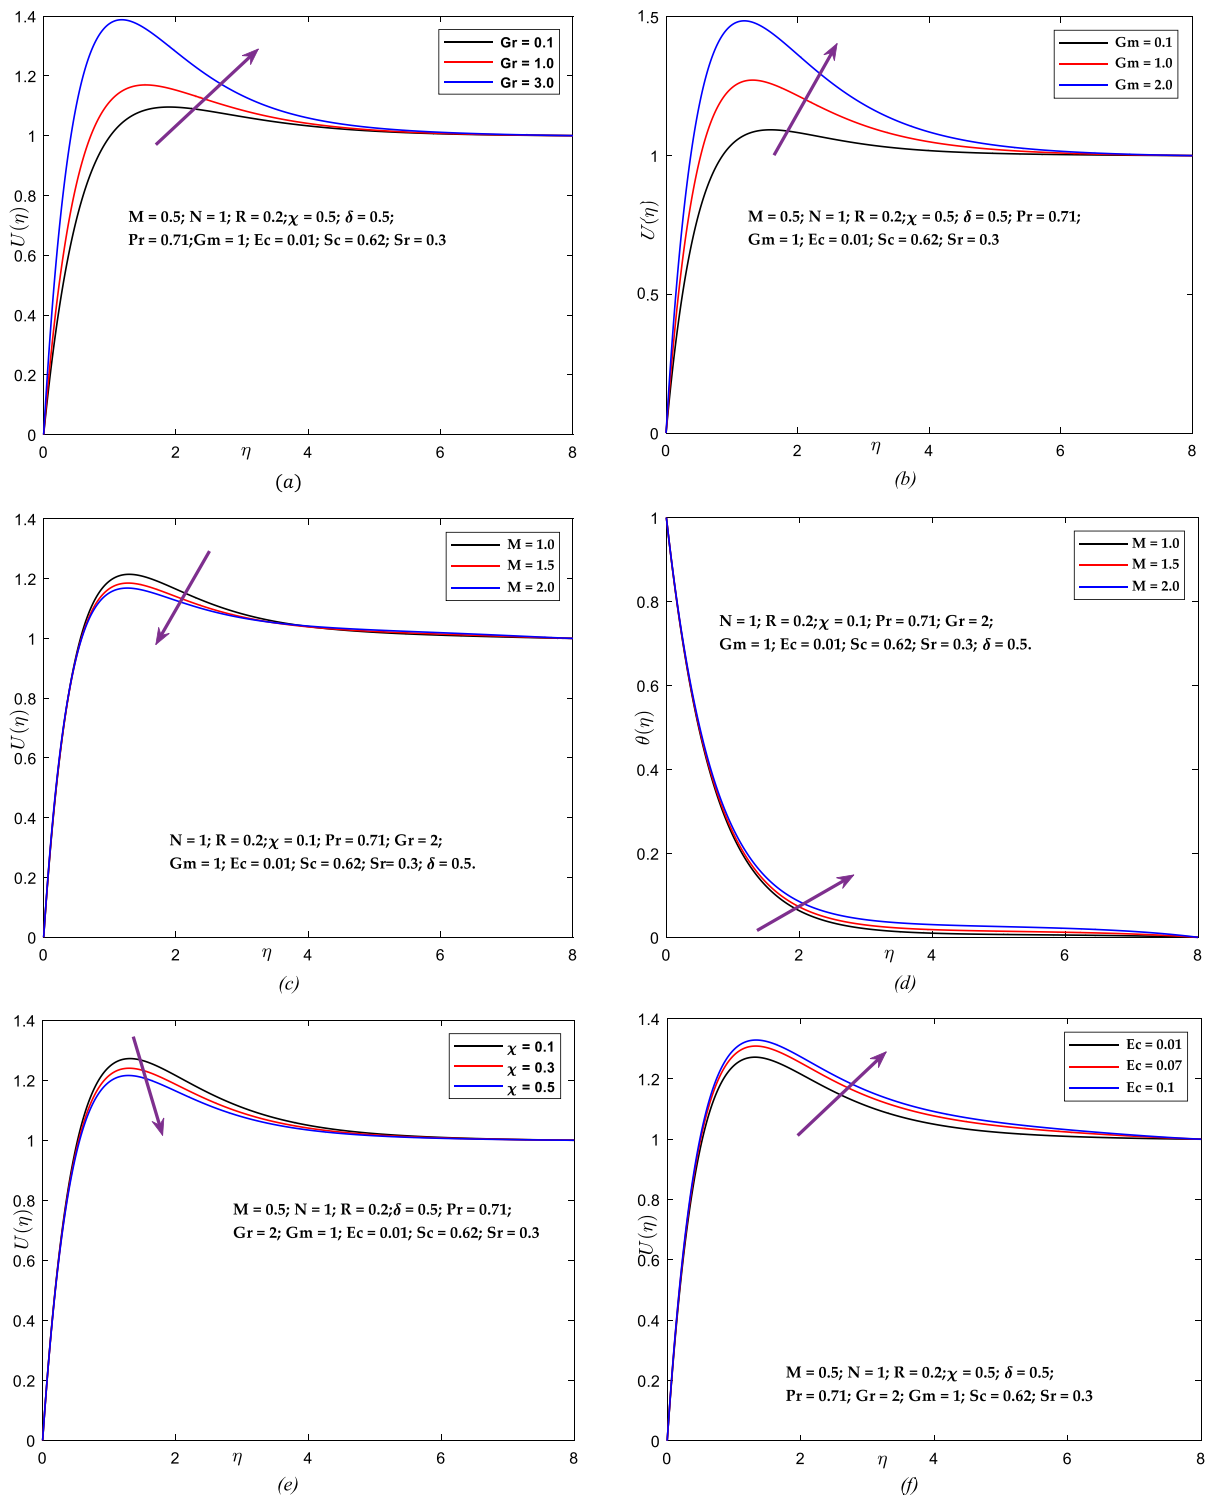 1.4
1.2
1
0.8
0.6
0.4
0.2
0
U(η)
Gr = 0.1
Gr = 1.0
Gr = 3.0
M = 0.5; N = 1; R = 0.2;χ = 0.5; δ = 0.5;
Pr = 0.71;Gm = 1; Ec = 0.01; Sc = 0.62; Sr = 0.3
0 2 4 6 8
η
(a)
1.5
1
0.5
0
U(η)
Gm = 0.1
Gm = 1.0
Gm = 2.0
M = 0.5; N = 1; R = 0.2;χ = 0.5; δ = 0.5; Pr = 0.71;
Gm = 1; Ec = 0.01; Sc = 0.62; Sr = 0.3
0 2 4 6 8
η
(b)
1.4
1.2
1
0.8
0.6
0.4
0.2
0
U(η)
M = 1.0
M = 1.5
M = 2.0
N = 1; R = 0.2;χ = 0.1; Pr = 0.71; Gr = 2;
Gm = 1; Ec = 0.01; Sc = 0.62; Sr= 0.3; δ = 0.5.
0 2 4 6 8
η
(c)
1
0.8
0.6
0.4
0.2
0
θ(η)
M = 1.0
M = 1.5
M = 2.0
N = 1; R = 0.2;χ = 0.1; Pr = 0.71; Gr = 2;
Gm = 1; Ec = 0.01; Sc = 0.62; Sr = 0.3; δ = 0.5.
0 2 4 6 8
η
(d)
1.4
1.2
1
0.8
0.6
0.4
0.2
0
U(η)
χ = 0.1
χ = 0.3
χ = 0.5
M = 0.5; N = 1; R = 0.2;δ = 0.5; Pr = 0.71;
Gr = 2; Gm = 1; Ec = 0.01; Sc = 0.62; Sr = 0.3
0 2 4 6 8
η
(e)
1.4
1.2
1
0.8
0.6
0.4
0.2
0
U(η)
Ec = 0.01
Ec = 0.07
Ec = 0.1
M = 0.5; N = 1; R = 0.2;χ = 0.5; δ = 0.5;
Pr = 0.71; Gr = 2; Gm = 1; Sc = 0.62; Sr = 0.3
0 2 4 6 8
η
(f)